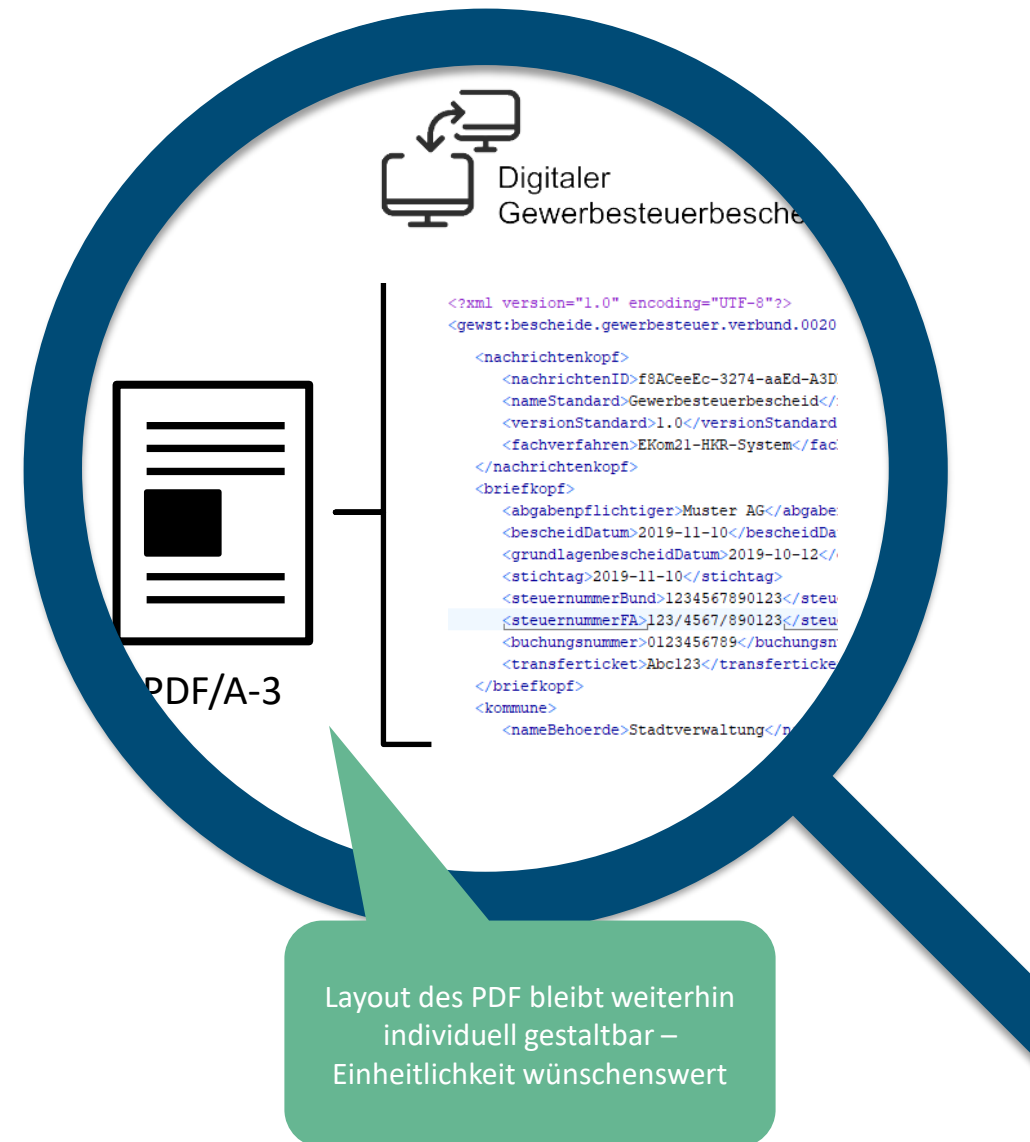 Digitaler
Gewerbesteuerbesche
<?xml version="1.0" encoding="UTF-8"?>
<gewst:bescheide.gewerbesteuer.verbund.0020
<nachrichtenkopf>
<nachrichtenID>f8ACeeEc-3274-aaEd-A3D
<nameStandard>Gewerbesteuerbescheid</
<versionStandard>1.0</versionStandard
<fachverfahren>EKom21-HKR-System</fac
</nachrichtenkopf>
<briefkopf>
<abgabenpflichtiger>Muster AG</abgabe
<bescheidDatum>2019-11-10</bescheidDa
<grundlagenbescheidDatum>2019-10-12</
<stichtag>2019-11-10</stichtag>
<steuernummerBund>1234567890123</steu
<steuernummerFA>123/4567/890123</steu
<buchungsnummer>0123456789</buchungsn
<transferticket>Abc123</transferticke
</briefkopf>
<kommune>
<nameBehoerde>Stadtverwaltung</n
PDF/A-3
Layout des PDF bleibt weiterhin
individuell gestaltbar –
Einheitlichkeit wünschenswert